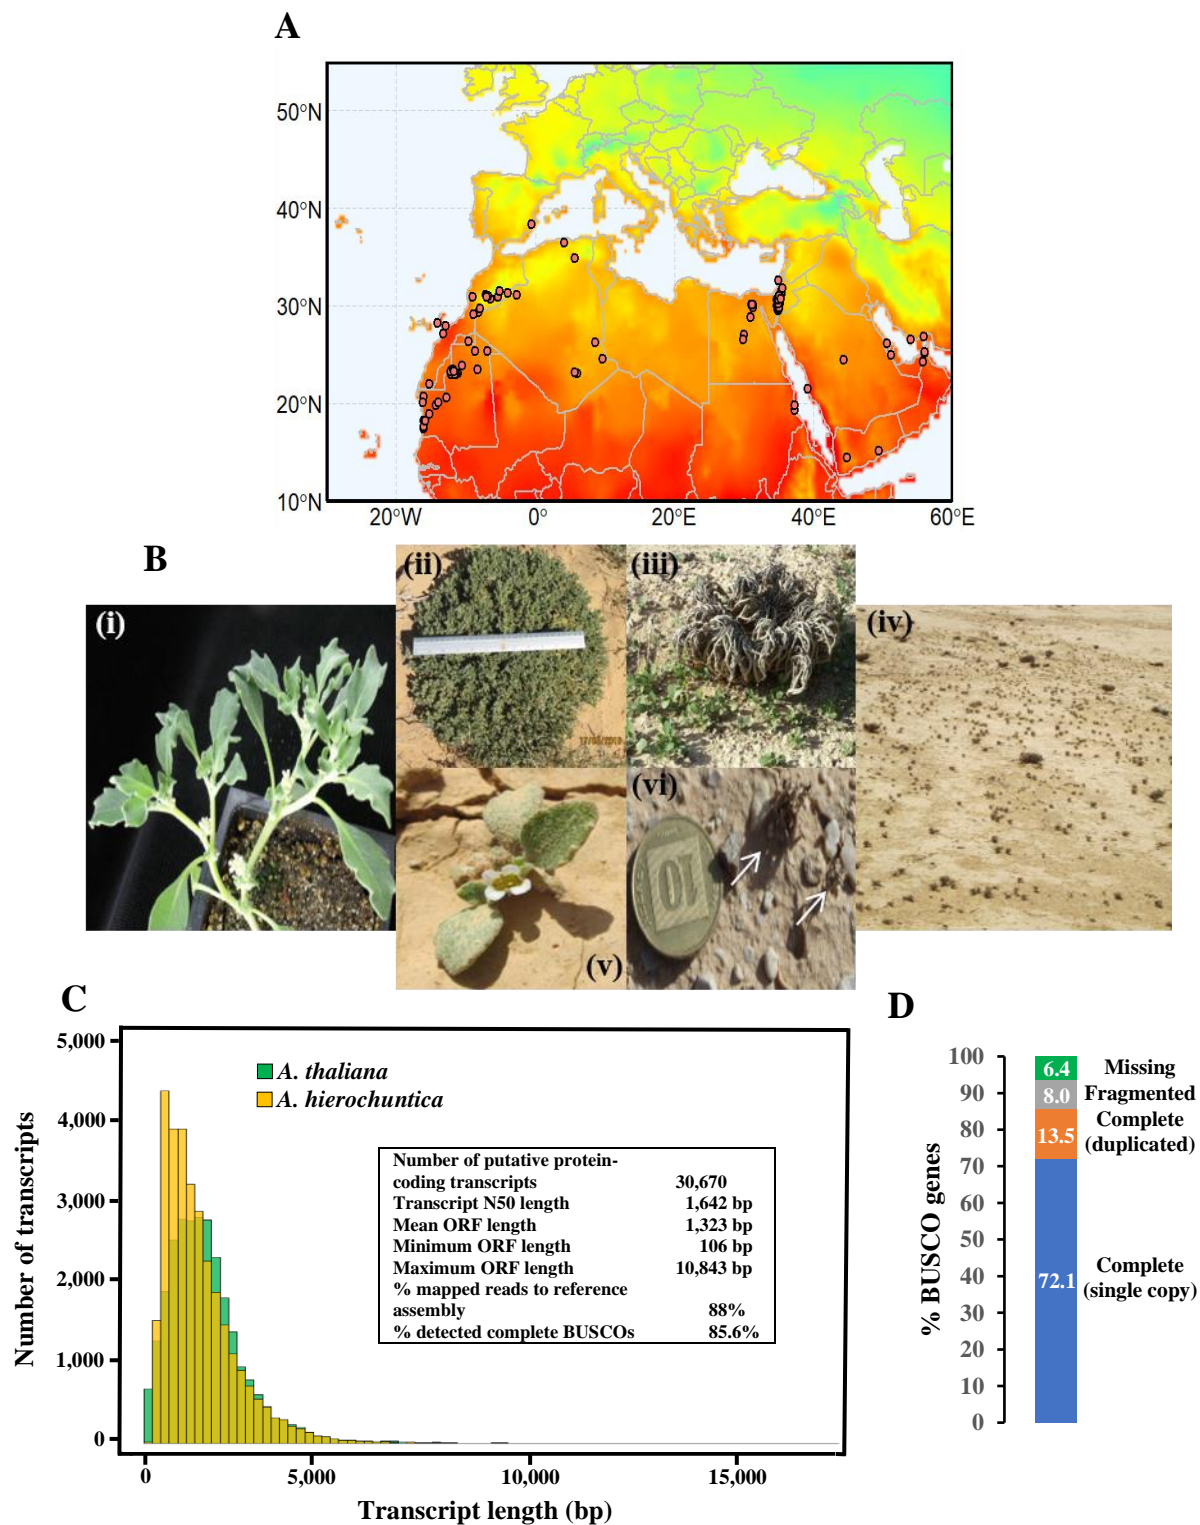 A
50°N
40°N
30°N
20°N
10°N
20°W
0°
20°E
40°E
60°E
B
(i)
(ii)
(iii)
(iv)
(v)
(vi)
10
C
5,000
4,000
3,000
2,000
1,000
0
Number of transcripts
A. thaliana
A. hierochuntica
Number of putative protein-
coding transcripts 30,670
Transcript N50 length 1,642 bp
Mean ORF length 1,323 bp
Minimum ORF length 106 bp
Maximum ORF length 10,843 bp
% mapped reads to reference
assembly 88%
% detected complete BUSCOs 85.6%
0
5,000
10,000
15,000
Transcript length (bp)
D
% BUSCO genes
100
90
80
70
60
50
40
30
20
10
0
6.4
8.0
13.5
72.1
Missing
Fragmented
Complete
(duplicated)
Complete
(single copy)